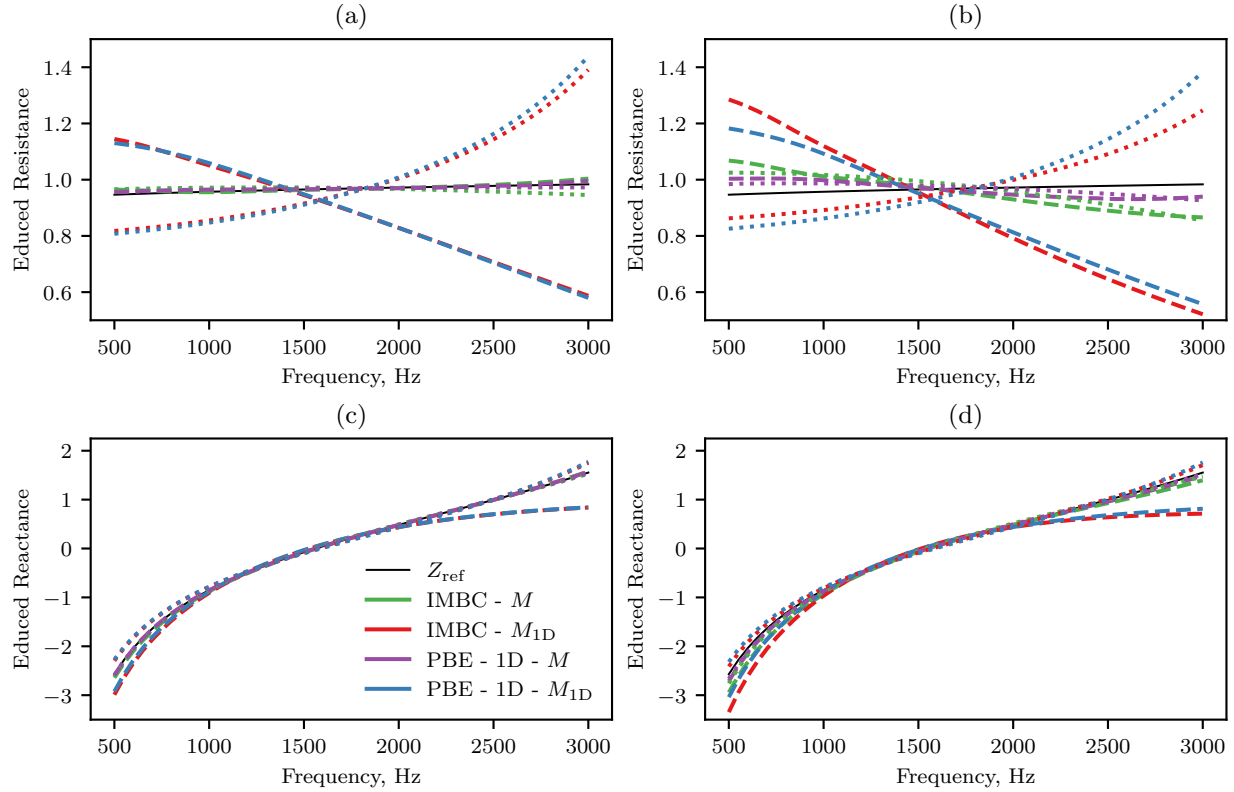 (a)
Educed Resistance
1.4
1.2
1.0
0.8
0.6
500 1000 1500 2000 2500 3000
Frequency, Hz
(b)
Educed Resistance
1.4
1.2
1.0
0.8
0.6
500 1000 1500 2000 2500 3000
Frequency, Hz
(c)
Educed Reactance
2
1
0
−1
−2
−3
Z_ref
IMBC - M
IMBC - M_1D
PBE - 1D - M
PBE - 1D - M_1D
500 1000 1500 2000 2500 3000
Frequency, Hz
(d)
Educed Reactance
2
1
0
−1
−2
−3
500 1000 1500 2000 2500 3000
Frequency, Hz